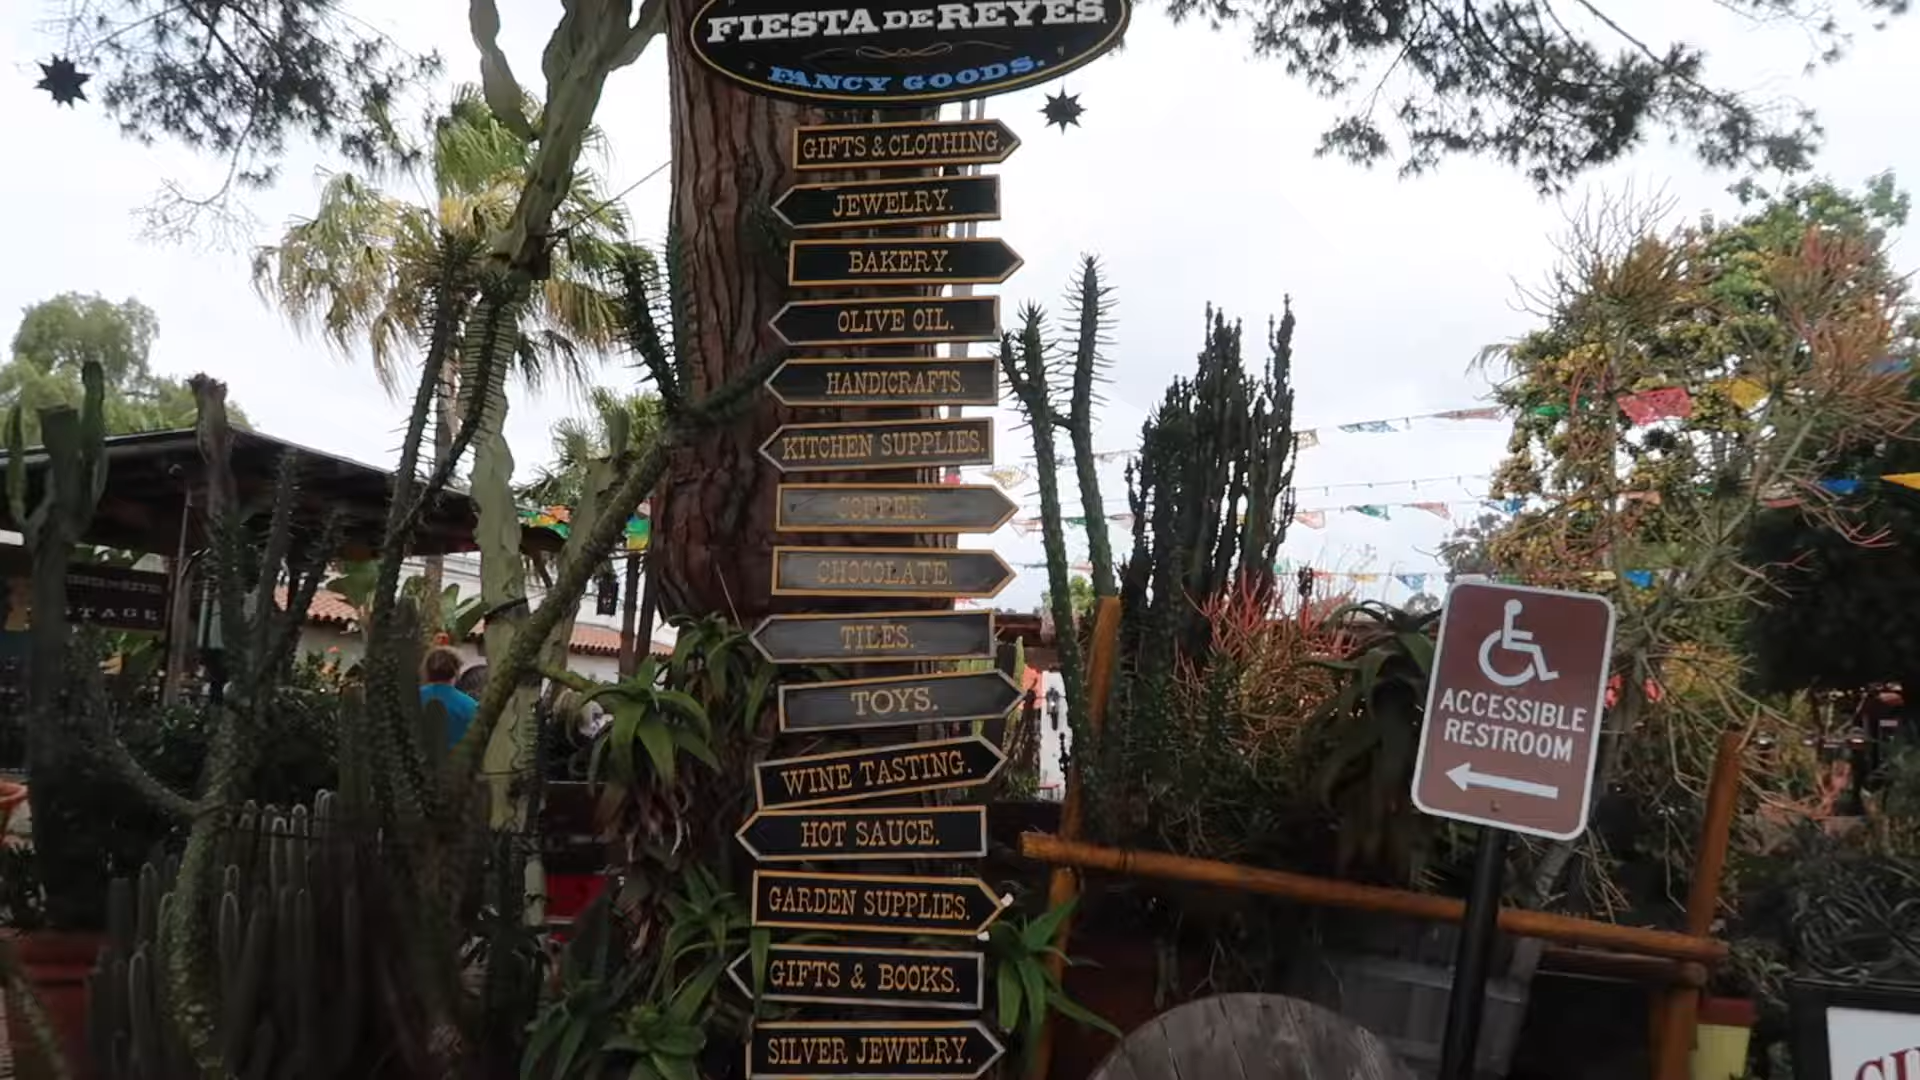 FIESTA DE REYES
FANCY GOODS.
GIFTS & CLOTHING.
JEWELRY.
BAKERY.
OLIVE OIL.
HANDICRAFTS.
KITCHEN SUPPLIES.
COPPER.
CHOCOLATE.
TILES.
TOYS.
WINE TASTING.
HOT SAUCE.
GARDEN SUPPLIES.
GIFTS & BOOKS.
SILVER JEWELRY.
STAGE
ACCESSIBLE
RESTROOM